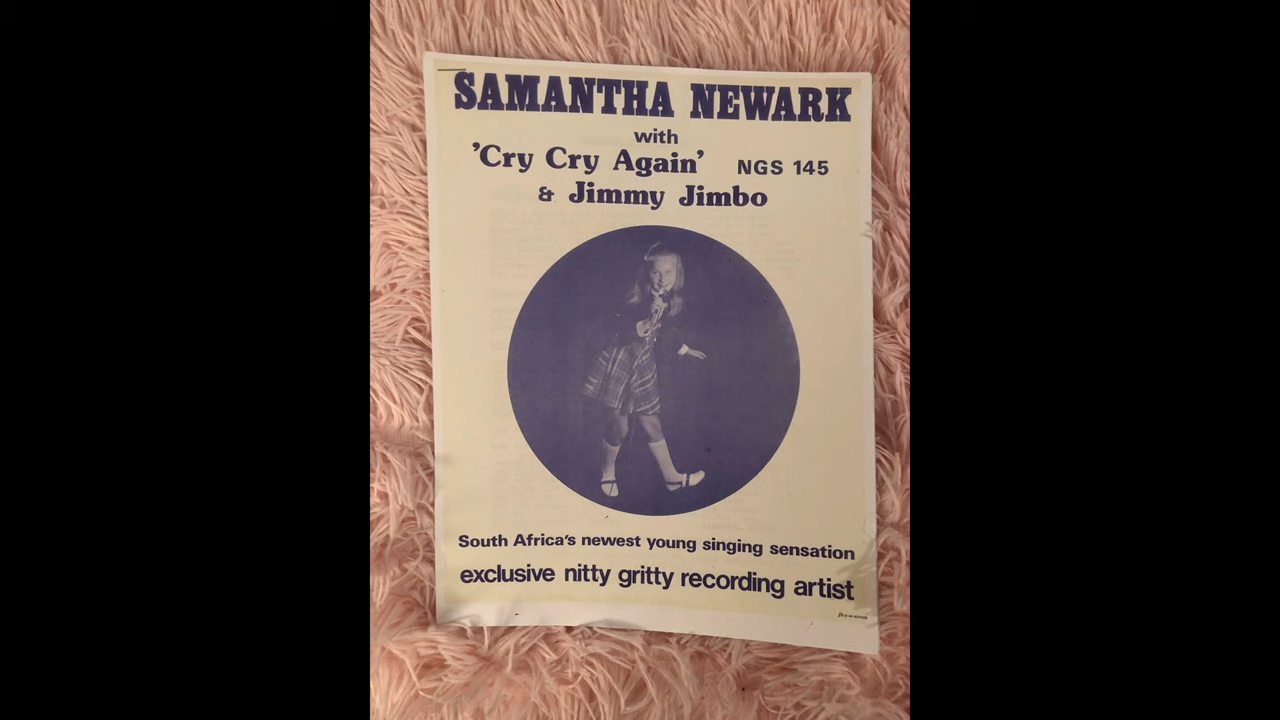 SAMANTHA NEWARK
with
'Cry Cry Again' NGS 145
& Jimmy Jimbo
South Africa's newest young singing sensation
exclusive nitty gritty recording artist